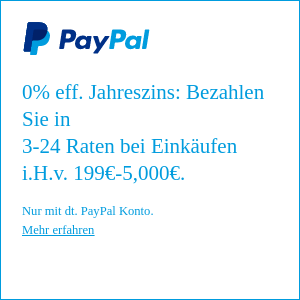 PayPal
0% eff. Jahreszins: Bezahlen
Sie in
3-24 Raten bei Einkäufen
i.H.v. 199€-5,000€.
Nur mit dt. PayPal Konto.
Mehr erfahren